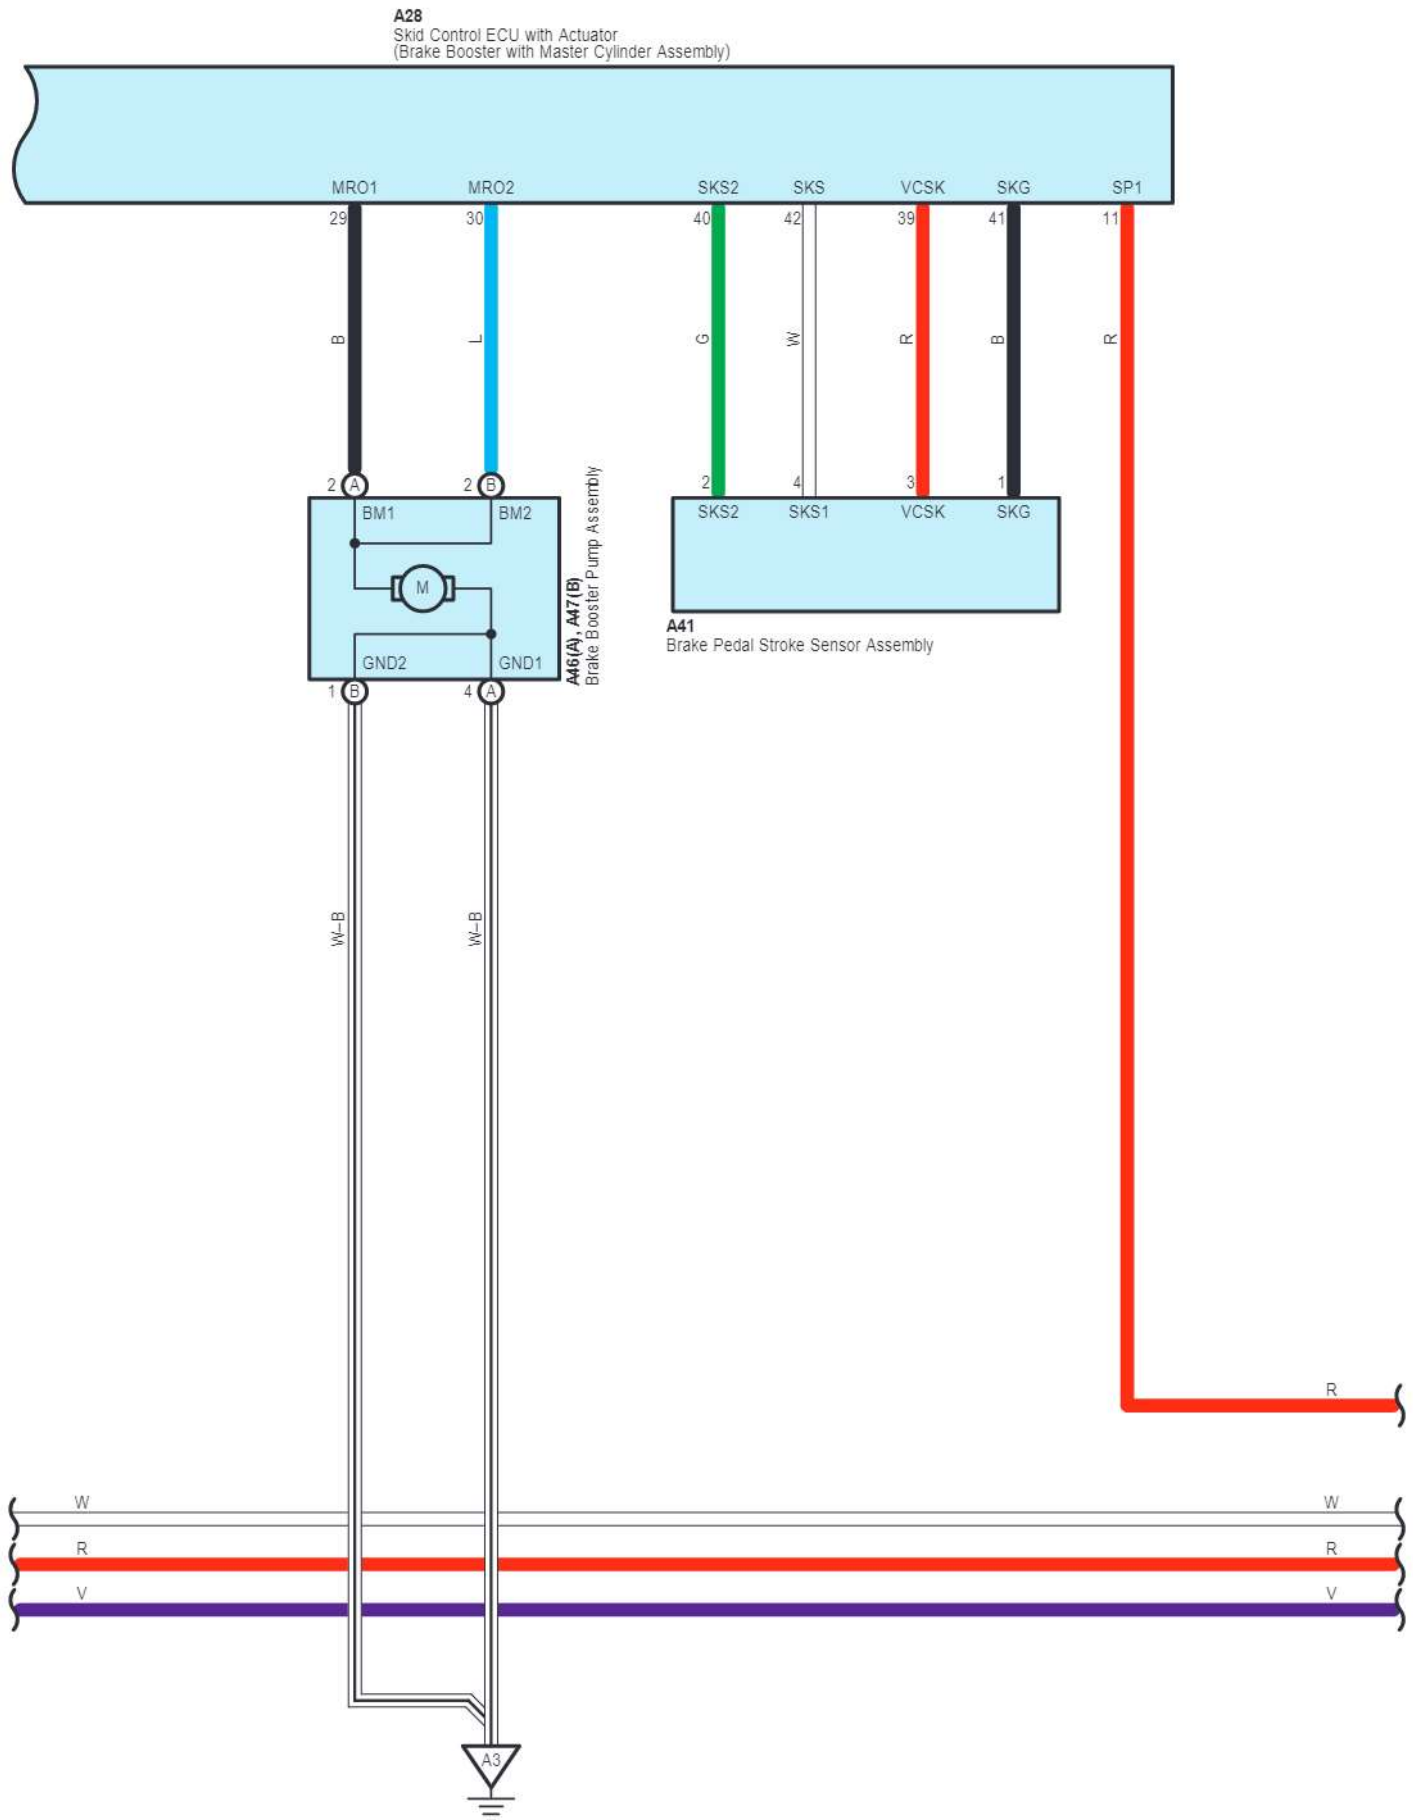 A28
Skid Control ECU with Actuator
(Brake Booster with Master Cylinder Assembly)
MRO1 MRO2 SKS2 SKS VCSK SKG SP1
29 30 40 42 39 41 11
B L G W R B R
2 A 2 B 2 4 3 1
BM1 BM2 SKS2 SKS1 VCSK SKG
M
A46(A), A47(B)
Brake Booster Pump Assembly
A41
Brake Pedal Stroke Sensor Assembly
GND2 GND1
1 B 4 A
W–B W–B
R
W W
R R
V V
A3